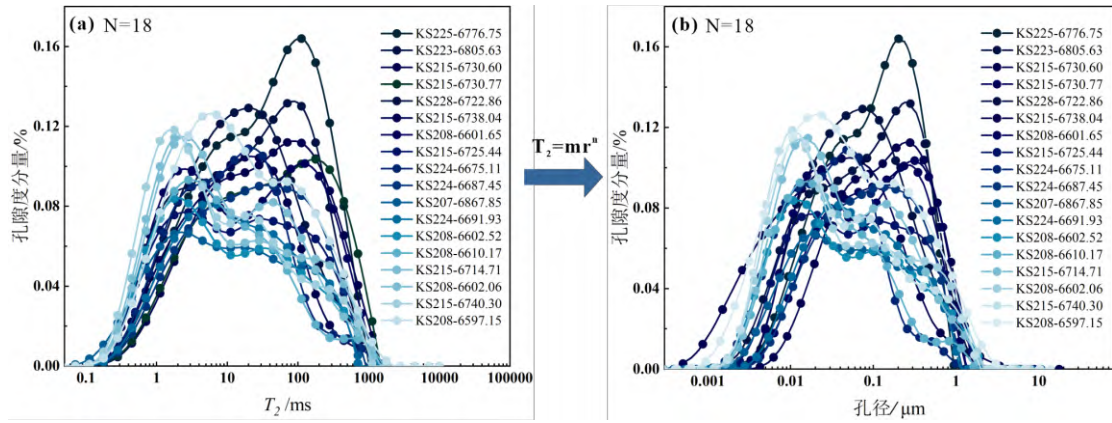 (a) N=18
孔隙度分量/%
0.16
0.12
0.08
0.04
0.00
0.1 1 10 100 1000 10000 100000
T2 /ms
KS225-6776.75
KS223-6805.63
KS215-6730.60
KS215-6730.77
KS228-6722.86
KS215-6738.04
KS208-6601.65
KS215-6725.44
KS224-6675.11
KS224-6687.45
KS207-6867.85
KS224-6691.93
KS208-6602.52
KS208-6610.17
KS215-6714.71
KS208-6602.06
KS215-6740.30
KS208-6597.15
T2=mrⁿ
(b) N=18
孔隙度分量/%
0.16
0.12
0.08
0.04
0.00
0.001 0.01 0.1 1 10
孔径/μm
KS225-6776.75
KS223-6805.63
KS215-6730.60
KS215-6730.77
KS228-6722.86
KS215-6738.04
KS208-6601.65
KS215-6725.44
KS224-6675.11
KS224-6687.45
KS207-6867.85
KS224-6691.93
KS208-6602.52
KS208-6610.17
KS215-6714.71
KS208-6602.06
KS215-6740.30
KS208-6597.15